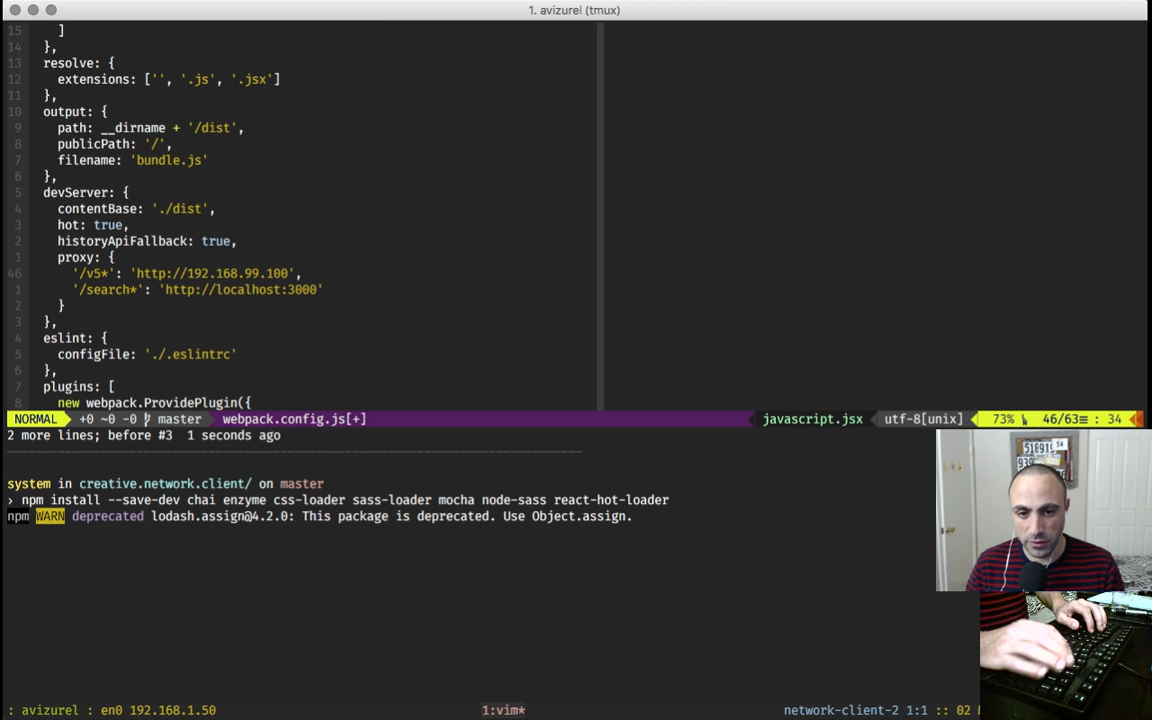 1. avizurel (tmux)
15 ]
14 },
13 resolve: {
12 extensions: ['', '.js', '.jsx']
11 },
10 output: {
9 path: __dirname + '/dist',
8 publicPath: '/',
7 filename: 'bundle.js'
6 },
5 devServer: {
4 contentBase: './dist',
3 hot: true,
2 historyApiFallback: true,
1 proxy: {
46 '/v5*': 'http://192.168.99.100',
1 '/search*': 'http://localhost:3000'
2 }
3 },
4 eslint: {
5 configFile: './.eslintrc'
6 },
7 plugins: [
8 new webpack.ProvidePlugin({
NORMAL +0 ~0 -0 master webpack.config.js[+] javascript.jsx utf-8[unix] 73% 46/63≡ : 34
2 more lines; before #3 1 seconds ago
system in creative.network.client/ on master
› npm install --save-dev chai enzyme css-loader sass-loader mocha node-sass react-hot-loader
npm WARN deprecated lodash.assign@4.2.0: This package is deprecated. Use Object.assign.
: avizurel : en0 192.168.1.50 1:vim* network-client-2 1:1 :: 02